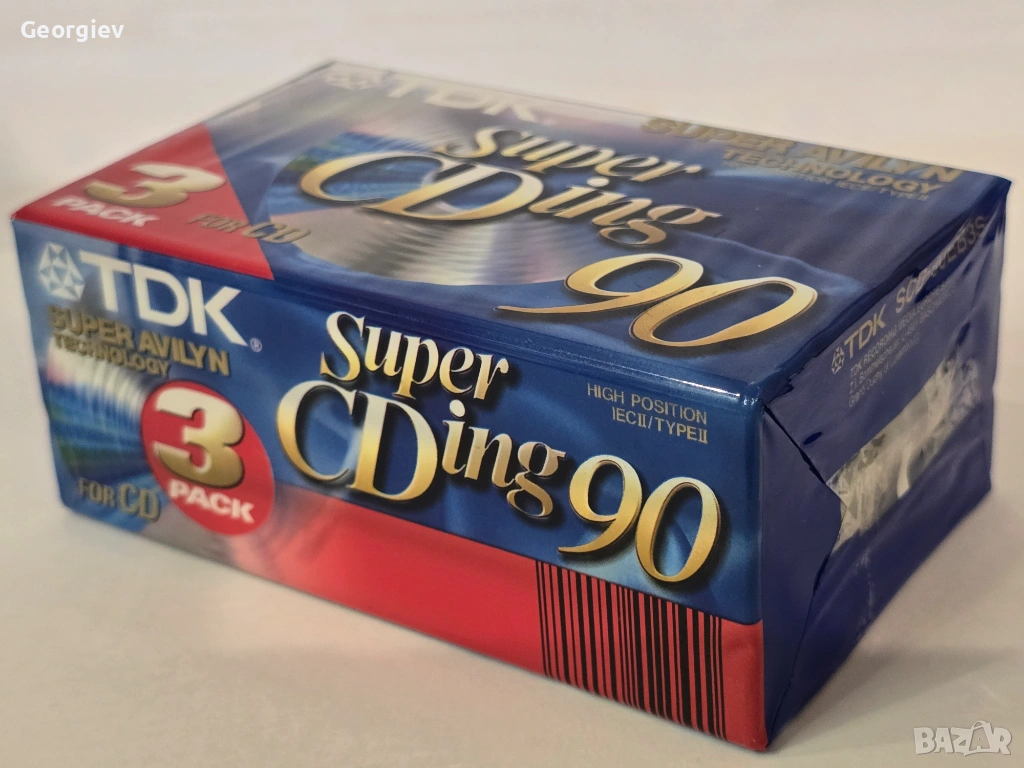 Georgiev
TDK
Super
CDing
90
SUPER AVILYN
TECHNOLOGY
3
PACK
FOR CD
TDK
SUPER AVILYN
TECHNOLOGY
3
PACK
FOR CD
Super
CDing 90
HIGH POSITION
IECII/TYPEII
TDK
BAZAR